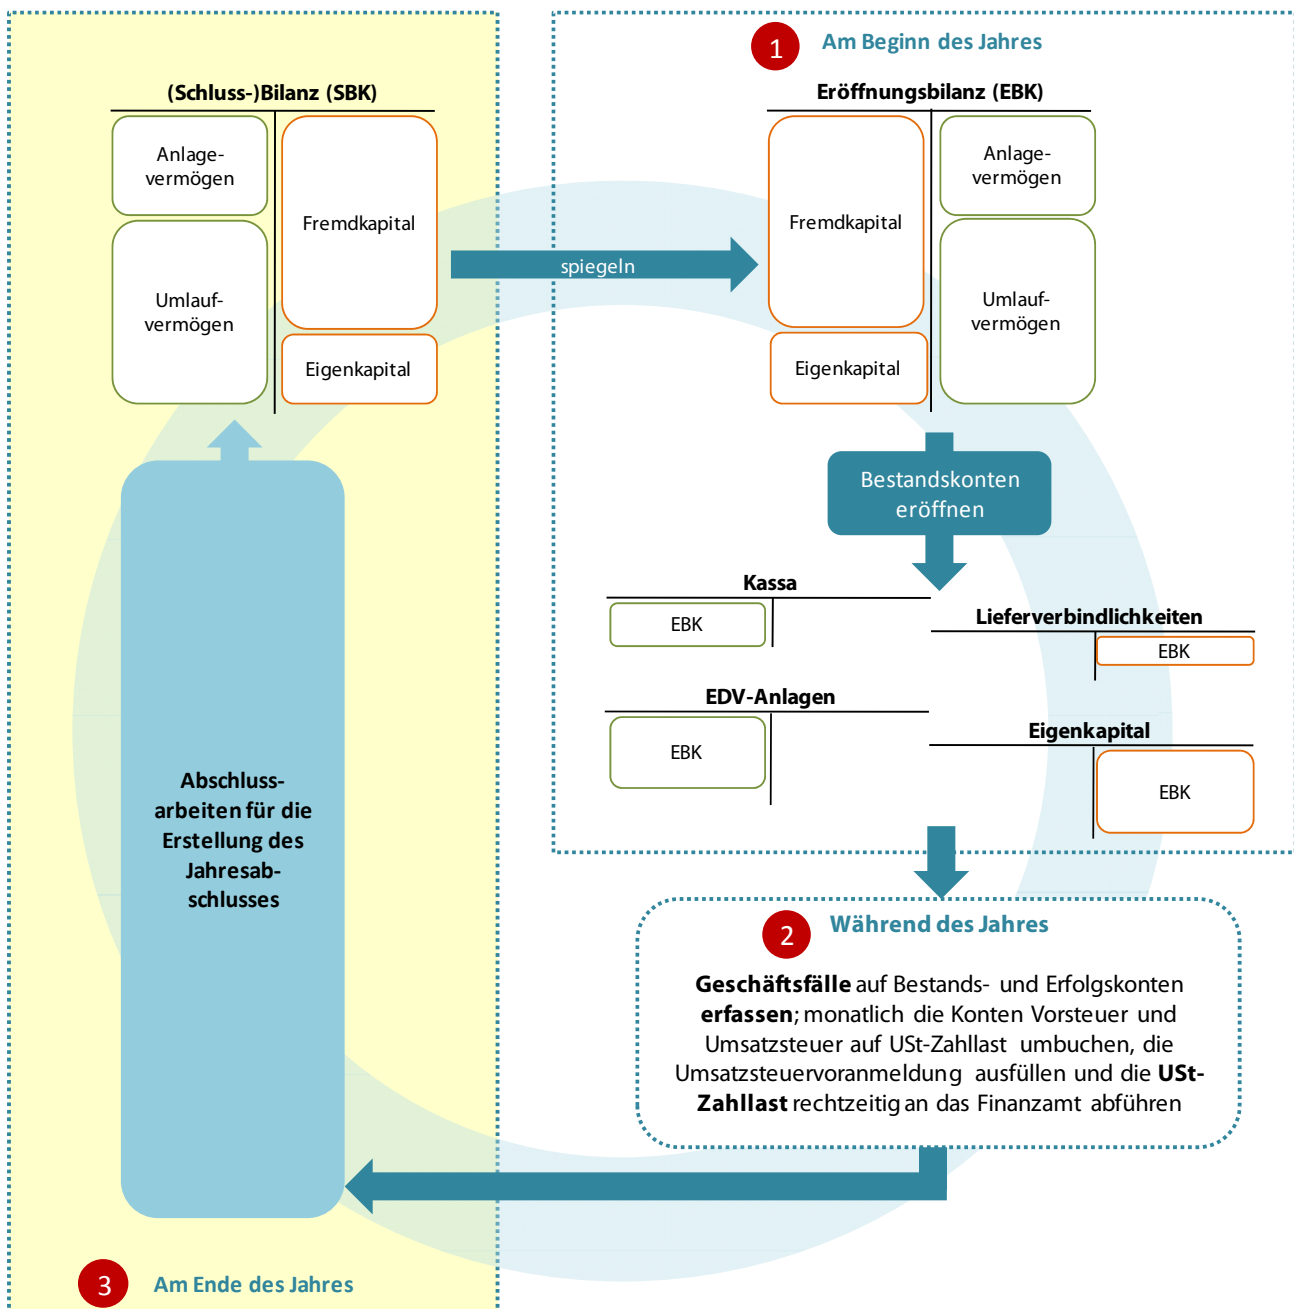 1 Am Beginn des Jahres
(Schluss-)Bilanz (SBK)
Anlage-
vermögen
Umlauf-
vermögen
Fremdkapital
Eigenkapital
spiegeln
Eröffnungsbilanz (EBK)
Fremdkapital
Eigenkapital
Anlage-
vermögen
Umlauf-
vermögen
Bestandskonten
eröffnen
Kassa
EBK
Lieferverbindlichkeiten
EBK
EDV-Anlagen
EBK
Eigenkapital
EBK
2 Während des Jahres
Geschäftsfälle auf Bestands- und Erfolgskonten
erfassen; monatlich die Konten Vorsteuer und
Umsatzsteuer auf USt-Zahllast umbuchen, die
Umsatzsteuervoranmeldung ausfüllen und die USt-
Zahllast rechtzeitig an das Finanzamt abführen
Abschluss-
arbeiten für die
Erstellung des
Jahresab-
schlusses
3 Am Ende des Jahres